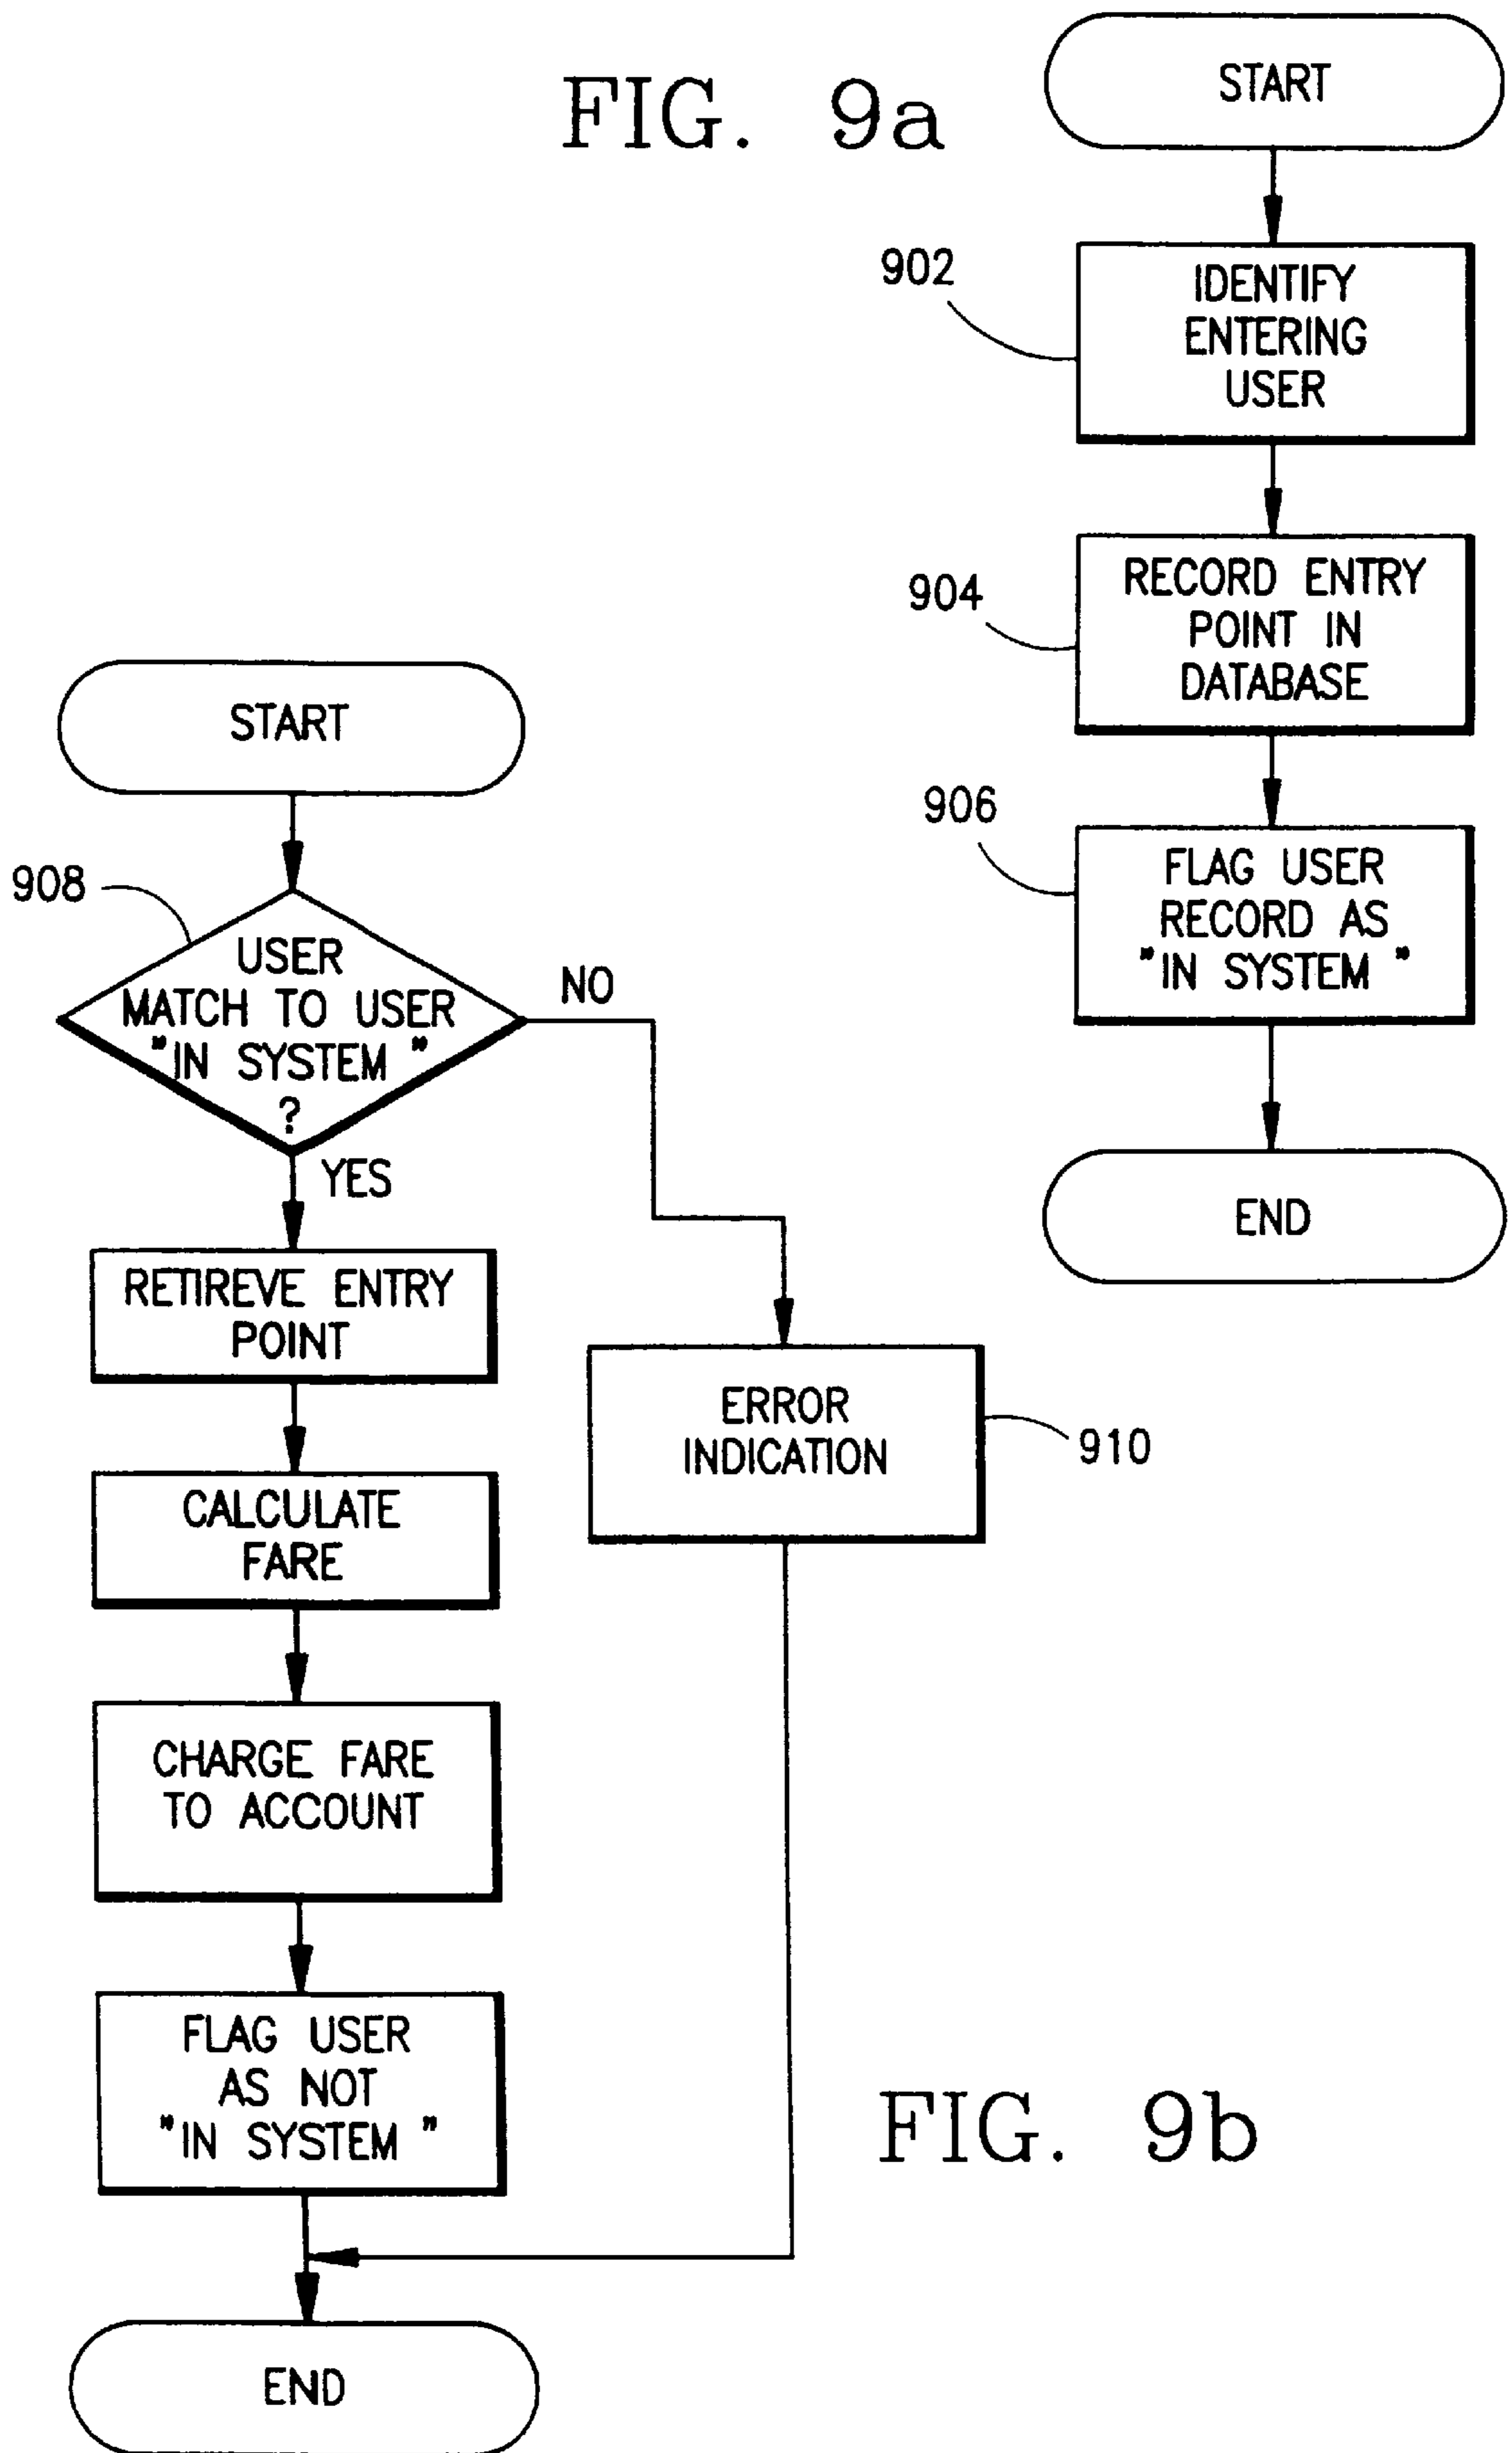 FIG. 9a
START
902
IDENTIFY
ENTERING
USER
904
RECORD ENTRY
POINT IN
DATABASE
906
FLAG USER
RECORD AS
"IN SYSTEM "
END
START
908
USER
MATCH TO USER
"IN SYSTEM "
?
NO
YES
RETIREVE ENTRY
POINT
CALCULATE
FARE
CHARGE FARE
TO ACCOUNT
FLAG USER
AS NOT
"IN SYSTEM "
END
ERROR
INDICATION
910
FIG. 9b